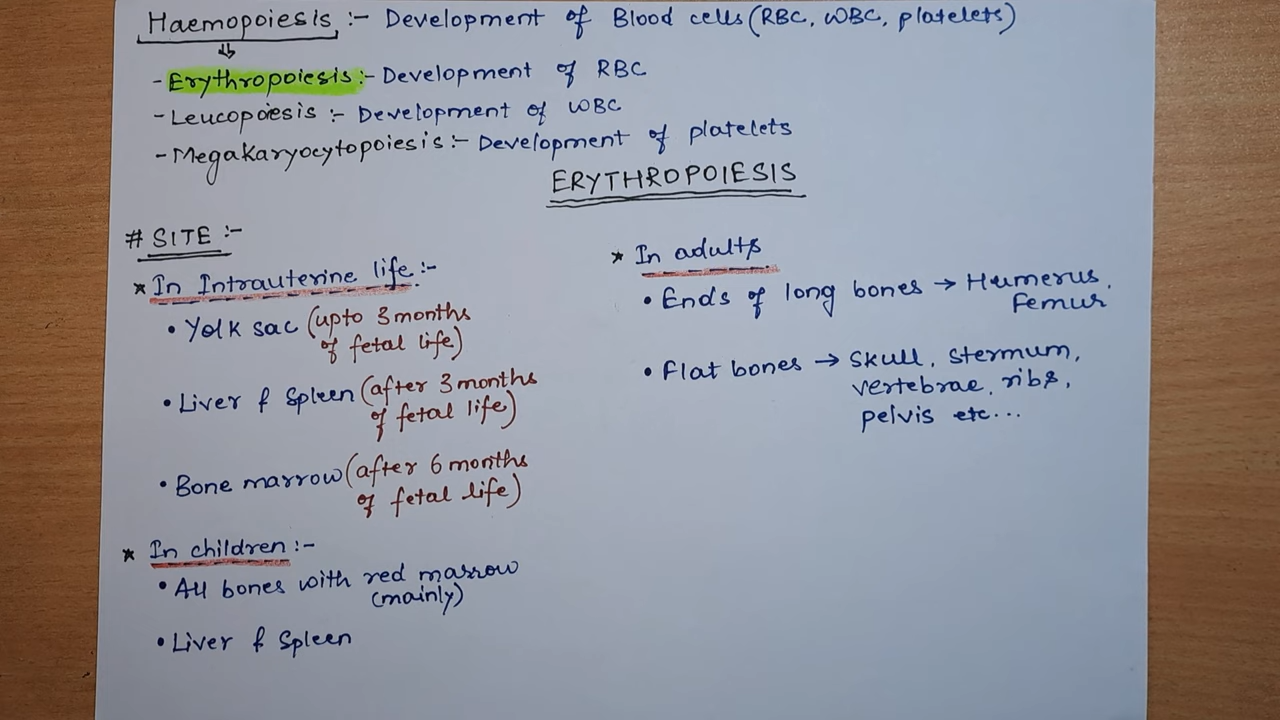 Haemopoiesis :- Development of Blood cells (RBC, WBC, platelets)
- Erythropoiesis :- Development of RBC
- Leucopoiesis :- Development of WBC
- Megakaryocytopoiesis :- Development of platelets
ERYTHROPOIESIS
# SITE :-
* In Intrauterine life :-
• Yolk sac (upto 3 months
of fetal life)
• Liver & Spleen (after 3 months
of fetal life)
• Bone marrow (after 6 months
of fetal life)
* In children :-
• All bones with red marrow
(mainly)
• Liver & Spleen
* In adults
• Ends of long bones → Humerus,
Femur
• Flat bones → Skull, Sternum,
vertebrae, ribs,
pelvis etc...